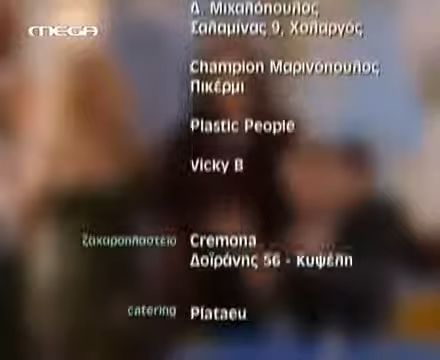 MEGA
Δ. Μιχαλόπουλος
Σαλαμίνας 9, Χολαργός
Champion Μαρινόπουλος
Πικέρμι
Plastic People
Vicky B
ζαχαροπλαστείο Cremona
Δοϊράνης 56 - Κυψέλη
catering Plataeu